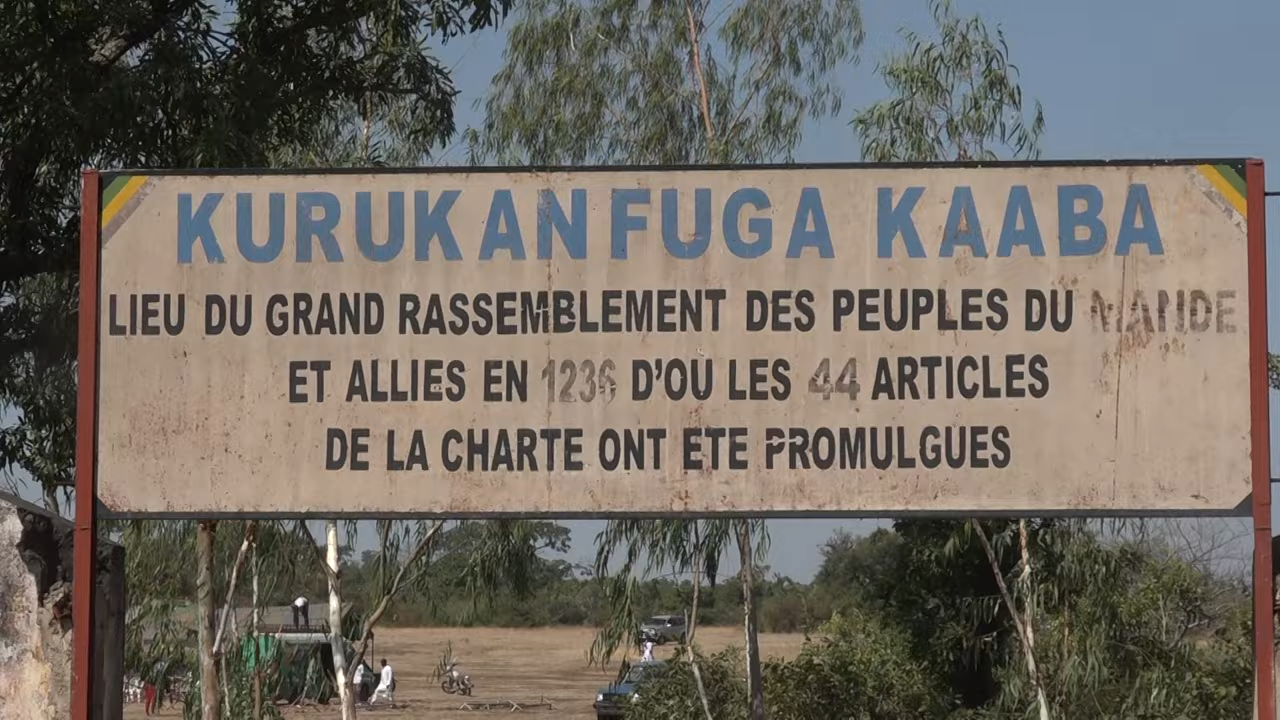 KURUKANFUGA KAABA
LIEU DU GRAND RASSEMBLEMENT DES PEUPLES DU MANDE
ET ALLIES EN 1236 D'OU LES 44 ARTICLES
DE LA CHARTE ONT ETE PROMULGUES